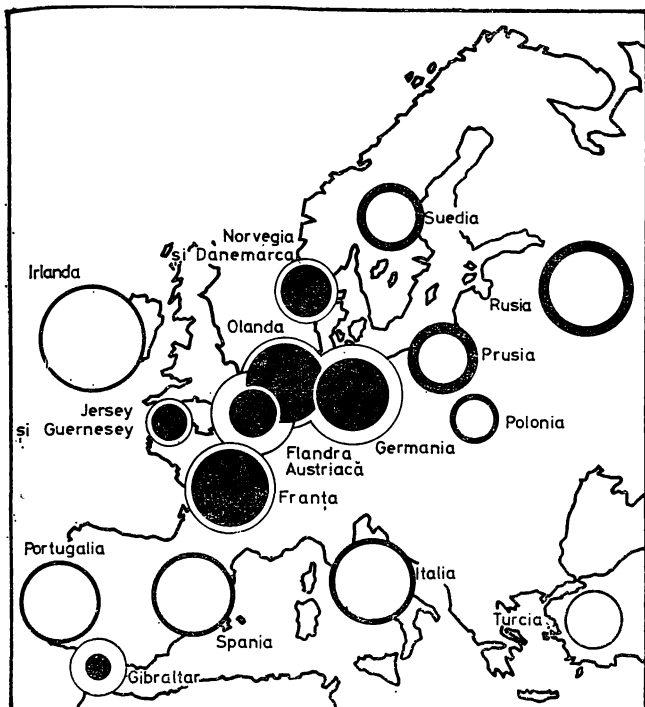 Suedia
Norvegia
și Danemarca
Irlanda
Rusia
Olanda
Prusia
Jersey
și Guernesey
Polonia
Germania
Flandra
Austriacă
Franța
Portugalia
Italia
Turcia
Spania
Gibraltar